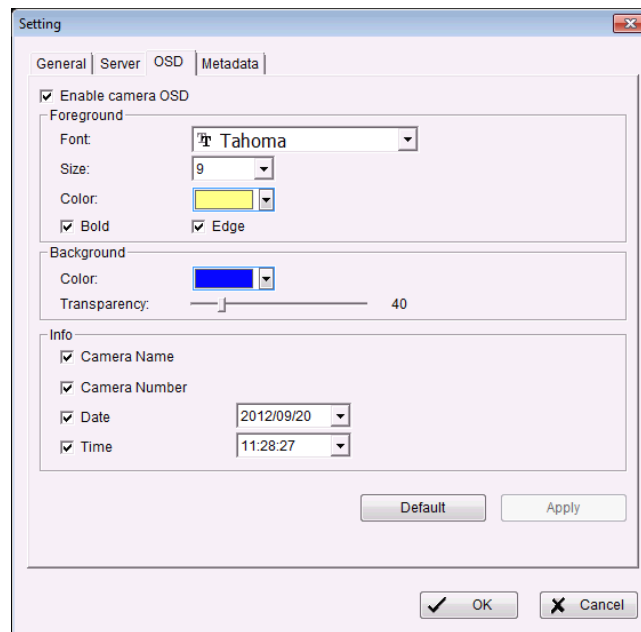 Setting
General Server OSD Metadata
Enable camera OSD
Foreground
Font: Tahoma
Size: 9
Color:
Bold Edge
Background
Color:
Transparency: 40
Info
Camera Name
Camera Number
Date 2012/09/20
Time 11:28:27
Default Apply
OK Cancel